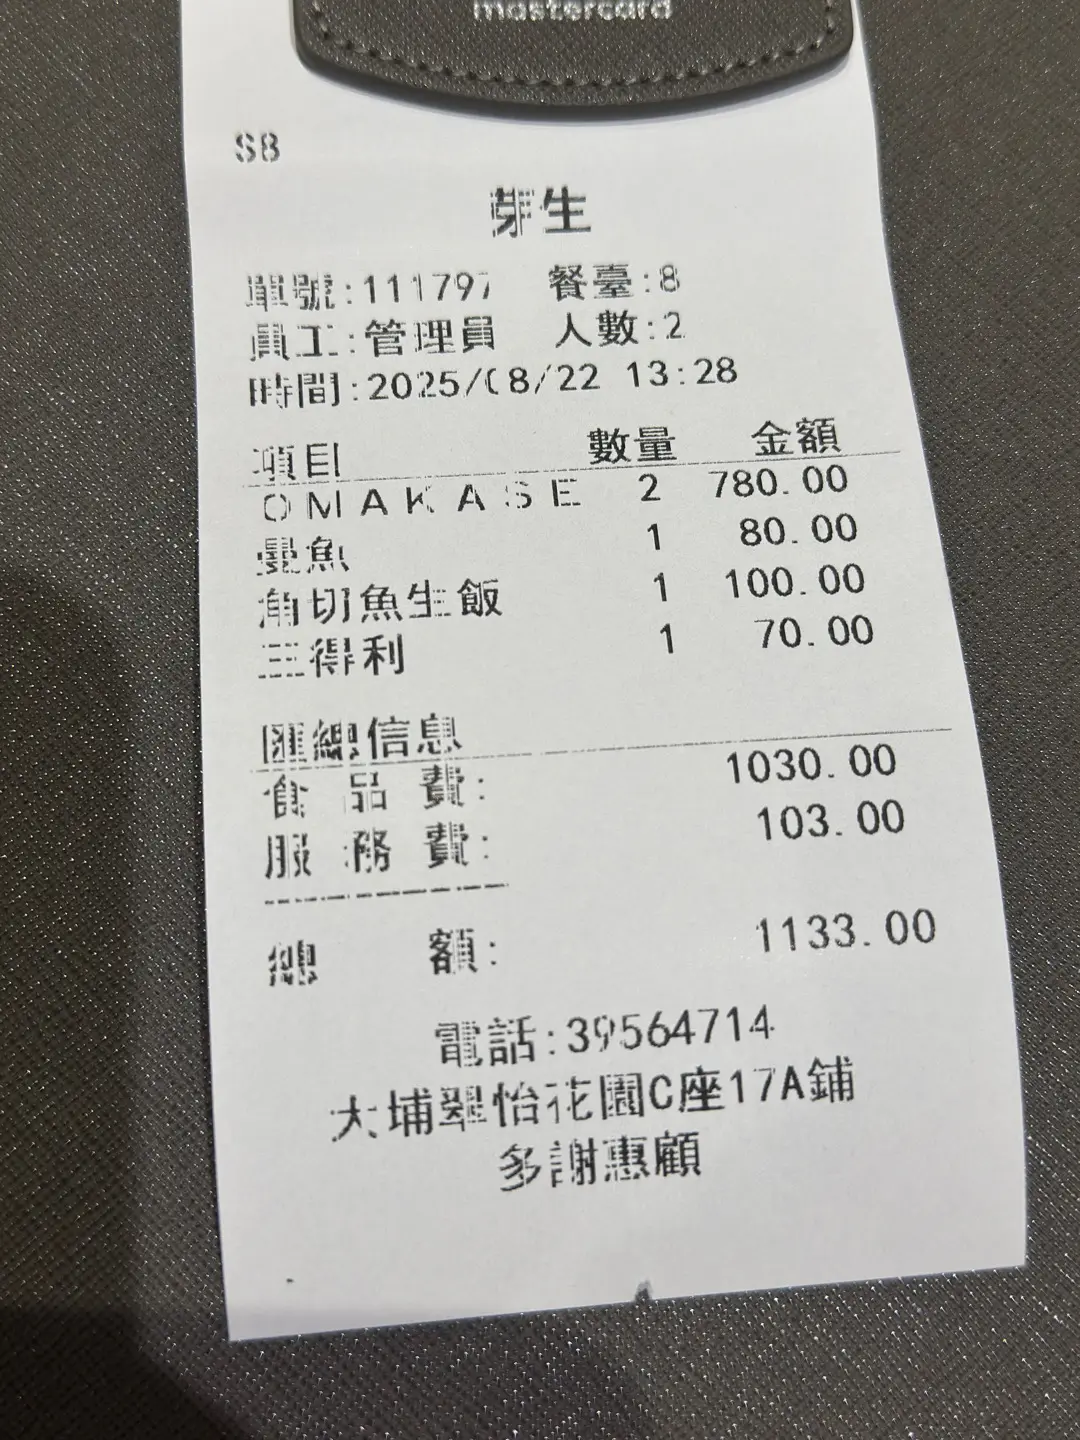 mastercard
S8
芽生
單號:111797 餐臺:8
員工:管理員 人數:2
時間:2025/08/22 13:28
項目 數量 金額
OMAKASE 2 780.00
曼魚 1 80.00
角切魚生飯 1 100.00
三得利 1 70.00
匯總信息
食品費: 1030.00
服務費: 103.00
---------------
總額: 1133.00
電話:39564714
大埔翠怡花園C座17A鋪
多謝惠顧